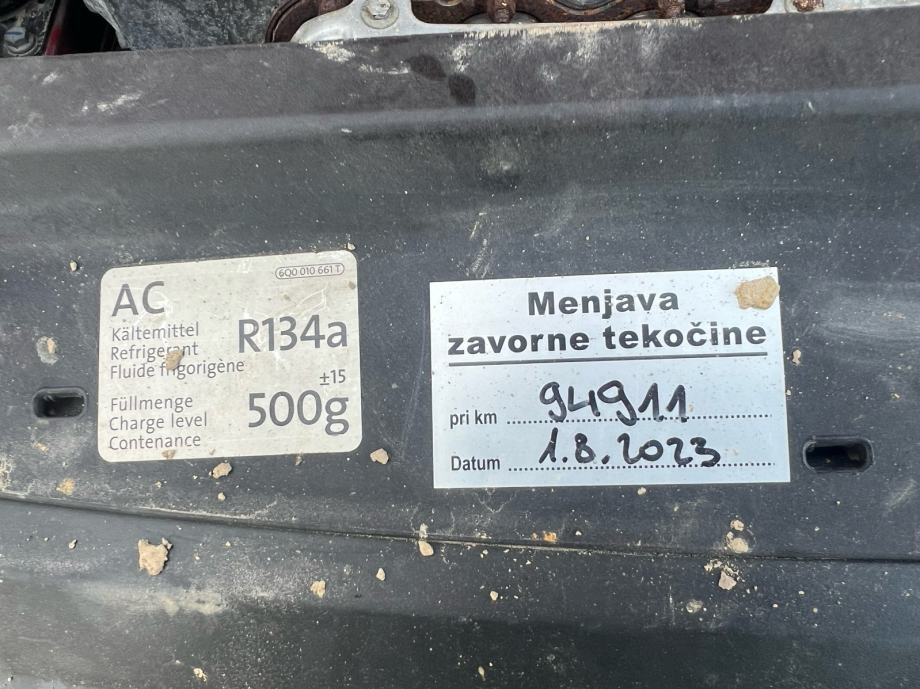 6Q0 010 661 T
AC
Kältemittel
Refrigerant
Fluide frigorigène
R134a
±15
Füllmenge
Charge level
Contenance
500g
Menjava
zavorne tekočine
pri km 94911
Datum 1.8.2023